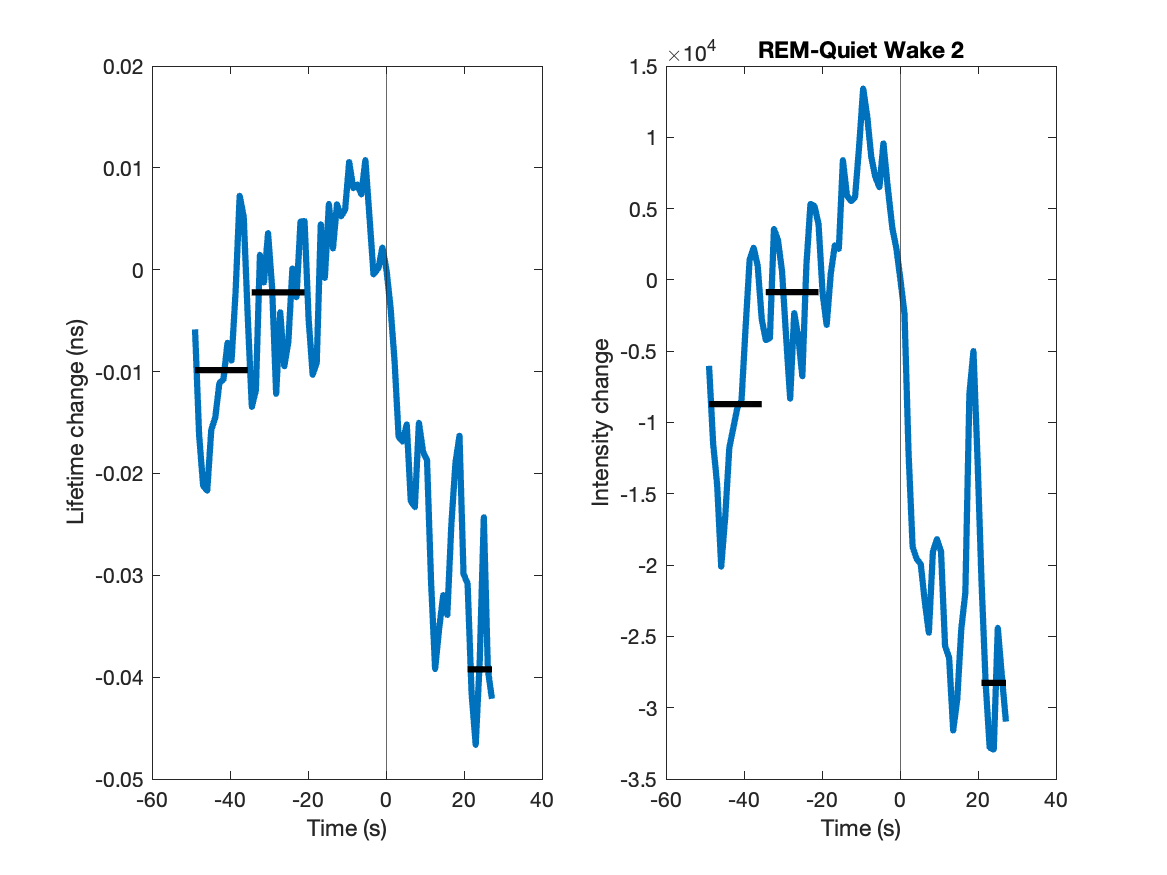 REM-Quiet Wake 2
×10⁴
0.02
0.01
0
-0.01
-0.02
-0.03
-0.04
-0.05
Lifetime change (ns)
-60 -40 -20 0 20 40
Time (s)
1.5
1
0.5
0
-0.5
-1
-1.5
-2
-2.5
-3
-3.5
Intensity change
-60 -40 -20 0 20 40
Time (s)